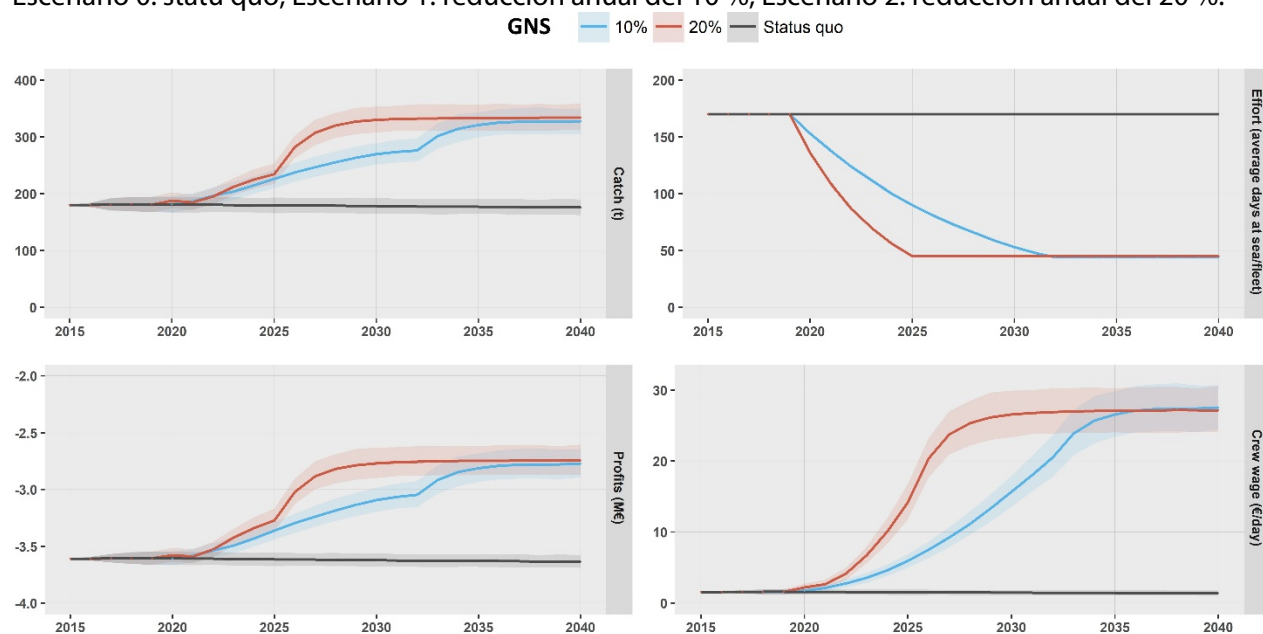 Escenario 0: statu quo; Escenario 1: reducción anual del 10 %; Escenario 2: reducción anual del 20 %.
GNS 10% 20% Status quo
400
300
200
100
0
2015 2020 2025 2030 2035 2040
Catch (t)
200
150
100
50
0
2015 2020 2025 2030 2035 2040
Effort (average days at sea/fleet)
-2.0
-2.5
-3.0
-3.5
-4.0
2015 2020 2025 2030 2035 2040
Profits (M€)
30
20
10
0
2015 2020 2025 2030 2035 2040
Crew wage (€/day)